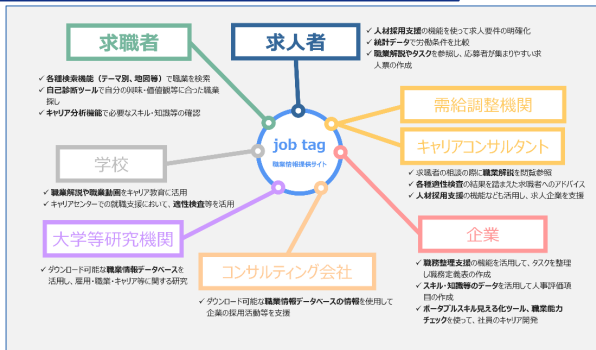 求職者
✓ 各種検索機能（テーマ別、地図等）で職業を検索
✓ 自己診断ツールで自分の興味・価値観等に合った職業
探し
✓ キャリア分析機能で必要なスキル・知識等の確認
求人者
✓ 人材採用支援の機能を使って求人要件の明確化
✓ 統計データで労働条件を比較
✓ 職業解説やタスクを参照し、応募者が集まりやすい求
人票の作成
需給調整機関
キャリアコンサルタント
✓ 求職者の相談の際に職業解説を閲覧参照
✓ 各種適性検査の結果を踏まえた求職者へのアドバイス
✓ 人材採用支援の機能なども活用し、求人企業を支援
job tag
職業情報提供サイト
学校
✓ 職業解説や職業動画をキャリア教育に活用
✓ キャリアセンターでの就職支援において、適性検査等を活用
大学等研究機関
✓ ダウンロード可能な職業情報データベースを
活用し、雇用・職業・キャリア等に関する研究
コンサルティング会社
✓ ダウンロード可能な職業情報データベースの情報を使用して
企業の採用活動等を支援
企業
✓ 職務整理支援の機能を活用して、タスクを整理
し職務定義表の作成
✓ スキル・知識等のデータを活用して人事評価項
目の作成
✓ ポータブルスキル見える化ツール、職業能力
チェックを使って、社員のキャリア開発